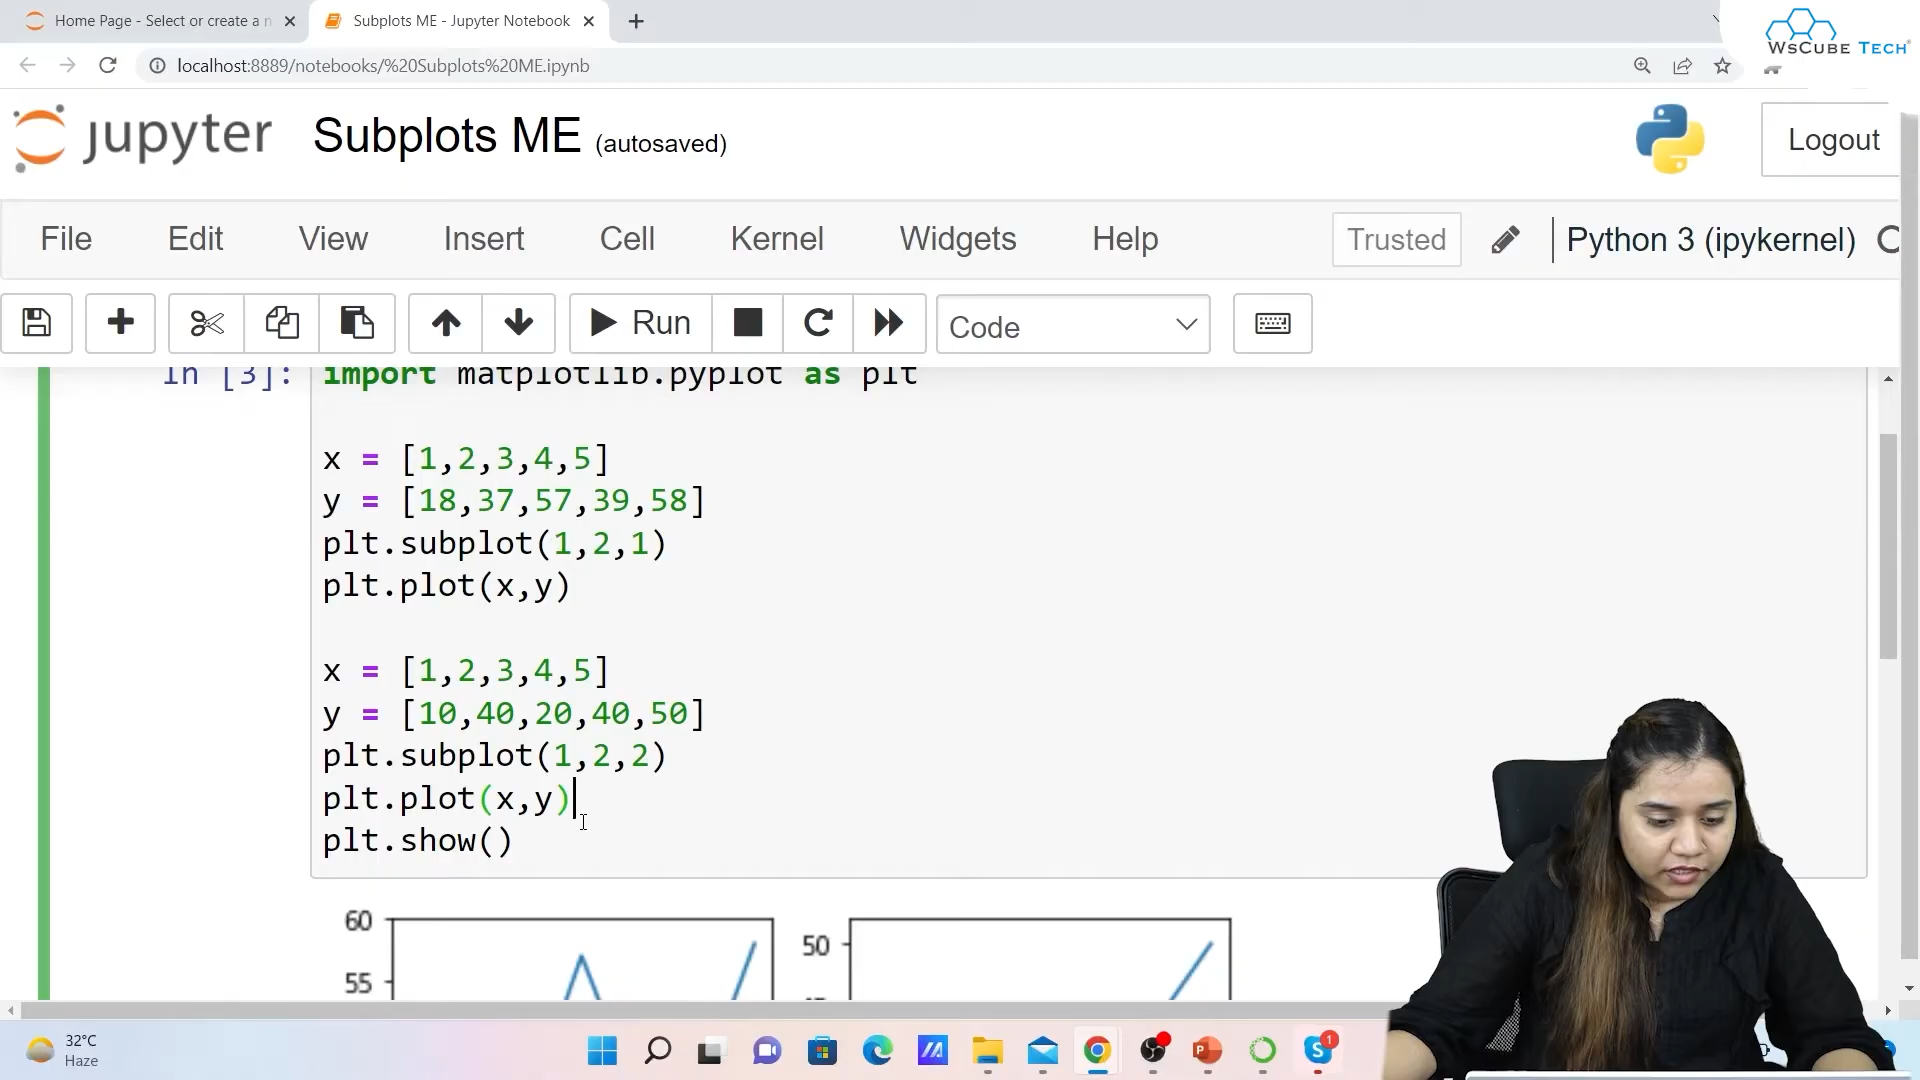 Home Page - Select or create a n
Subplots ME - Jupyter Notebook
WsCube Tech
localhost:8889/notebooks/%20Subplots%20ME.ipynb
jupyter Subplots ME (autosaved)
Logout
File Edit View Insert Cell Kernel Widgets Help
Trusted
Python 3 (ipykernel)
Run
Code
In [3]: import matplotlib.pyplot as plt
x = [1,2,3,4,5]
y = [18,37,57,39,58]
plt.subplot(1,2,1)
plt.plot(x,y)
x = [1,2,3,4,5]
y = [10,40,20,40,50]
plt.subplot(1,2,2)
plt.plot(x,y)
plt.show()
60
50
55
32°C
Haze
1